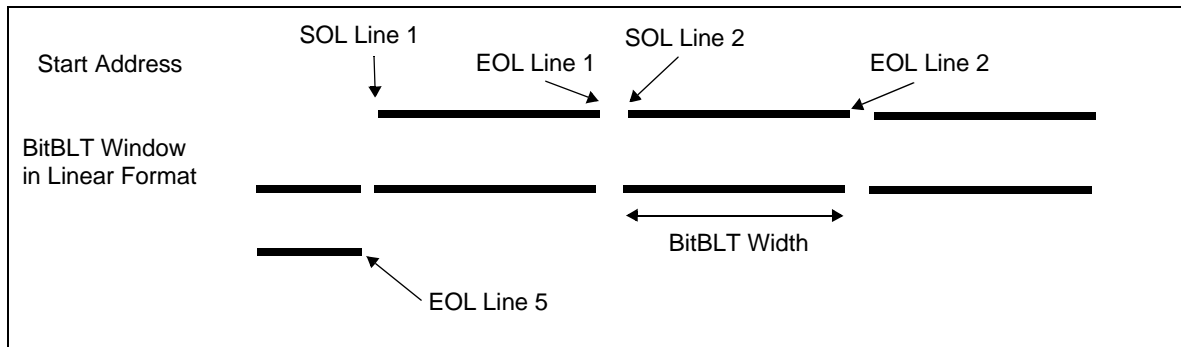 SOL Line 1
SOL Line 2
Start Address
EOL Line 1
EOL Line 2
BitBLT Window
in Linear Format
BitBLT Width
EOL Line 5